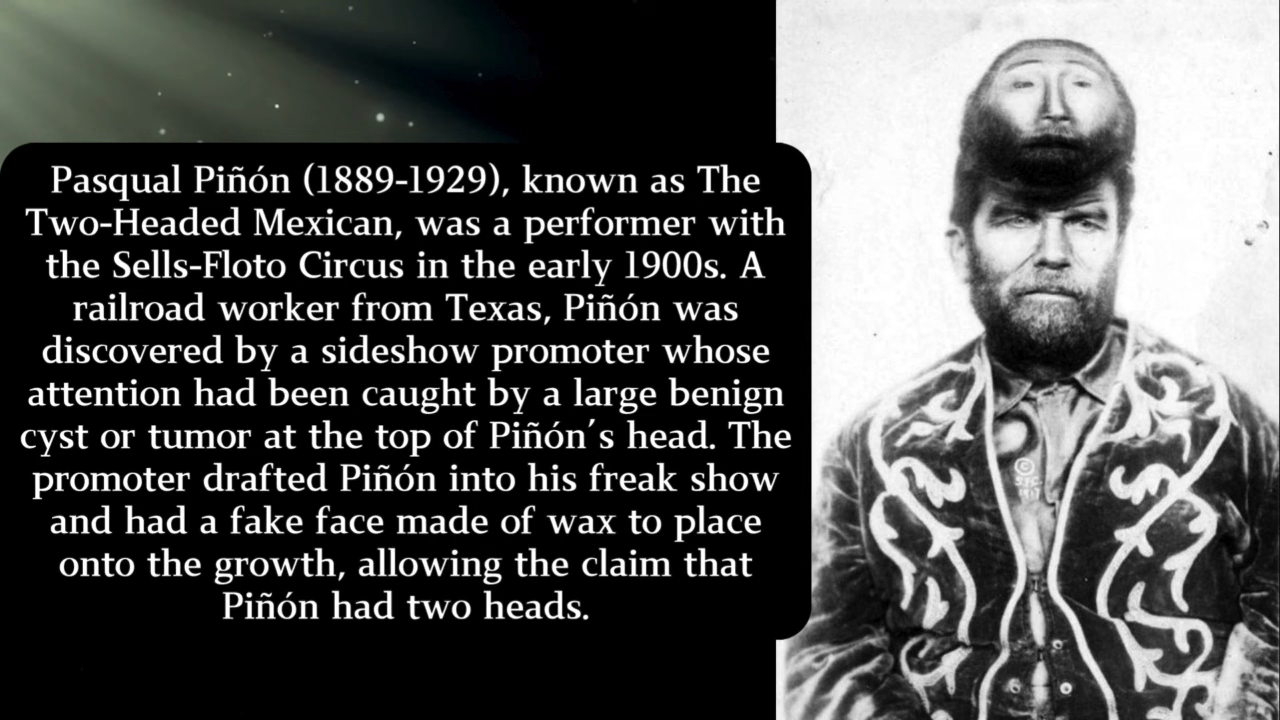 Pasqual Piñón (1889-1929), known as The
Two-Headed Mexican, was a performer with
the Sells-Floto Circus in the early 1900s. A
railroad worker from Texas, Piñón was
discovered by a sideshow promoter whose
attention had been caught by a large benign
cyst or tumor at the top of Piñón´s head. The
promoter drafted Piñón into his freak show
and had a fake face made of wax to place
onto the growth, allowing the claim that
Piñón had two heads.
©
1917